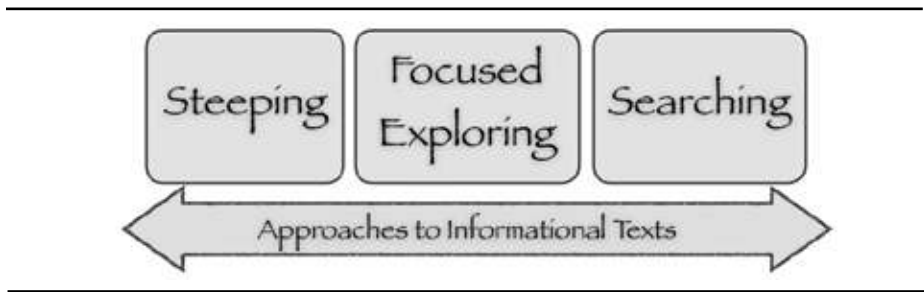 Steeping
Focused
Exploring
Searching
Approaches to Informational Texts